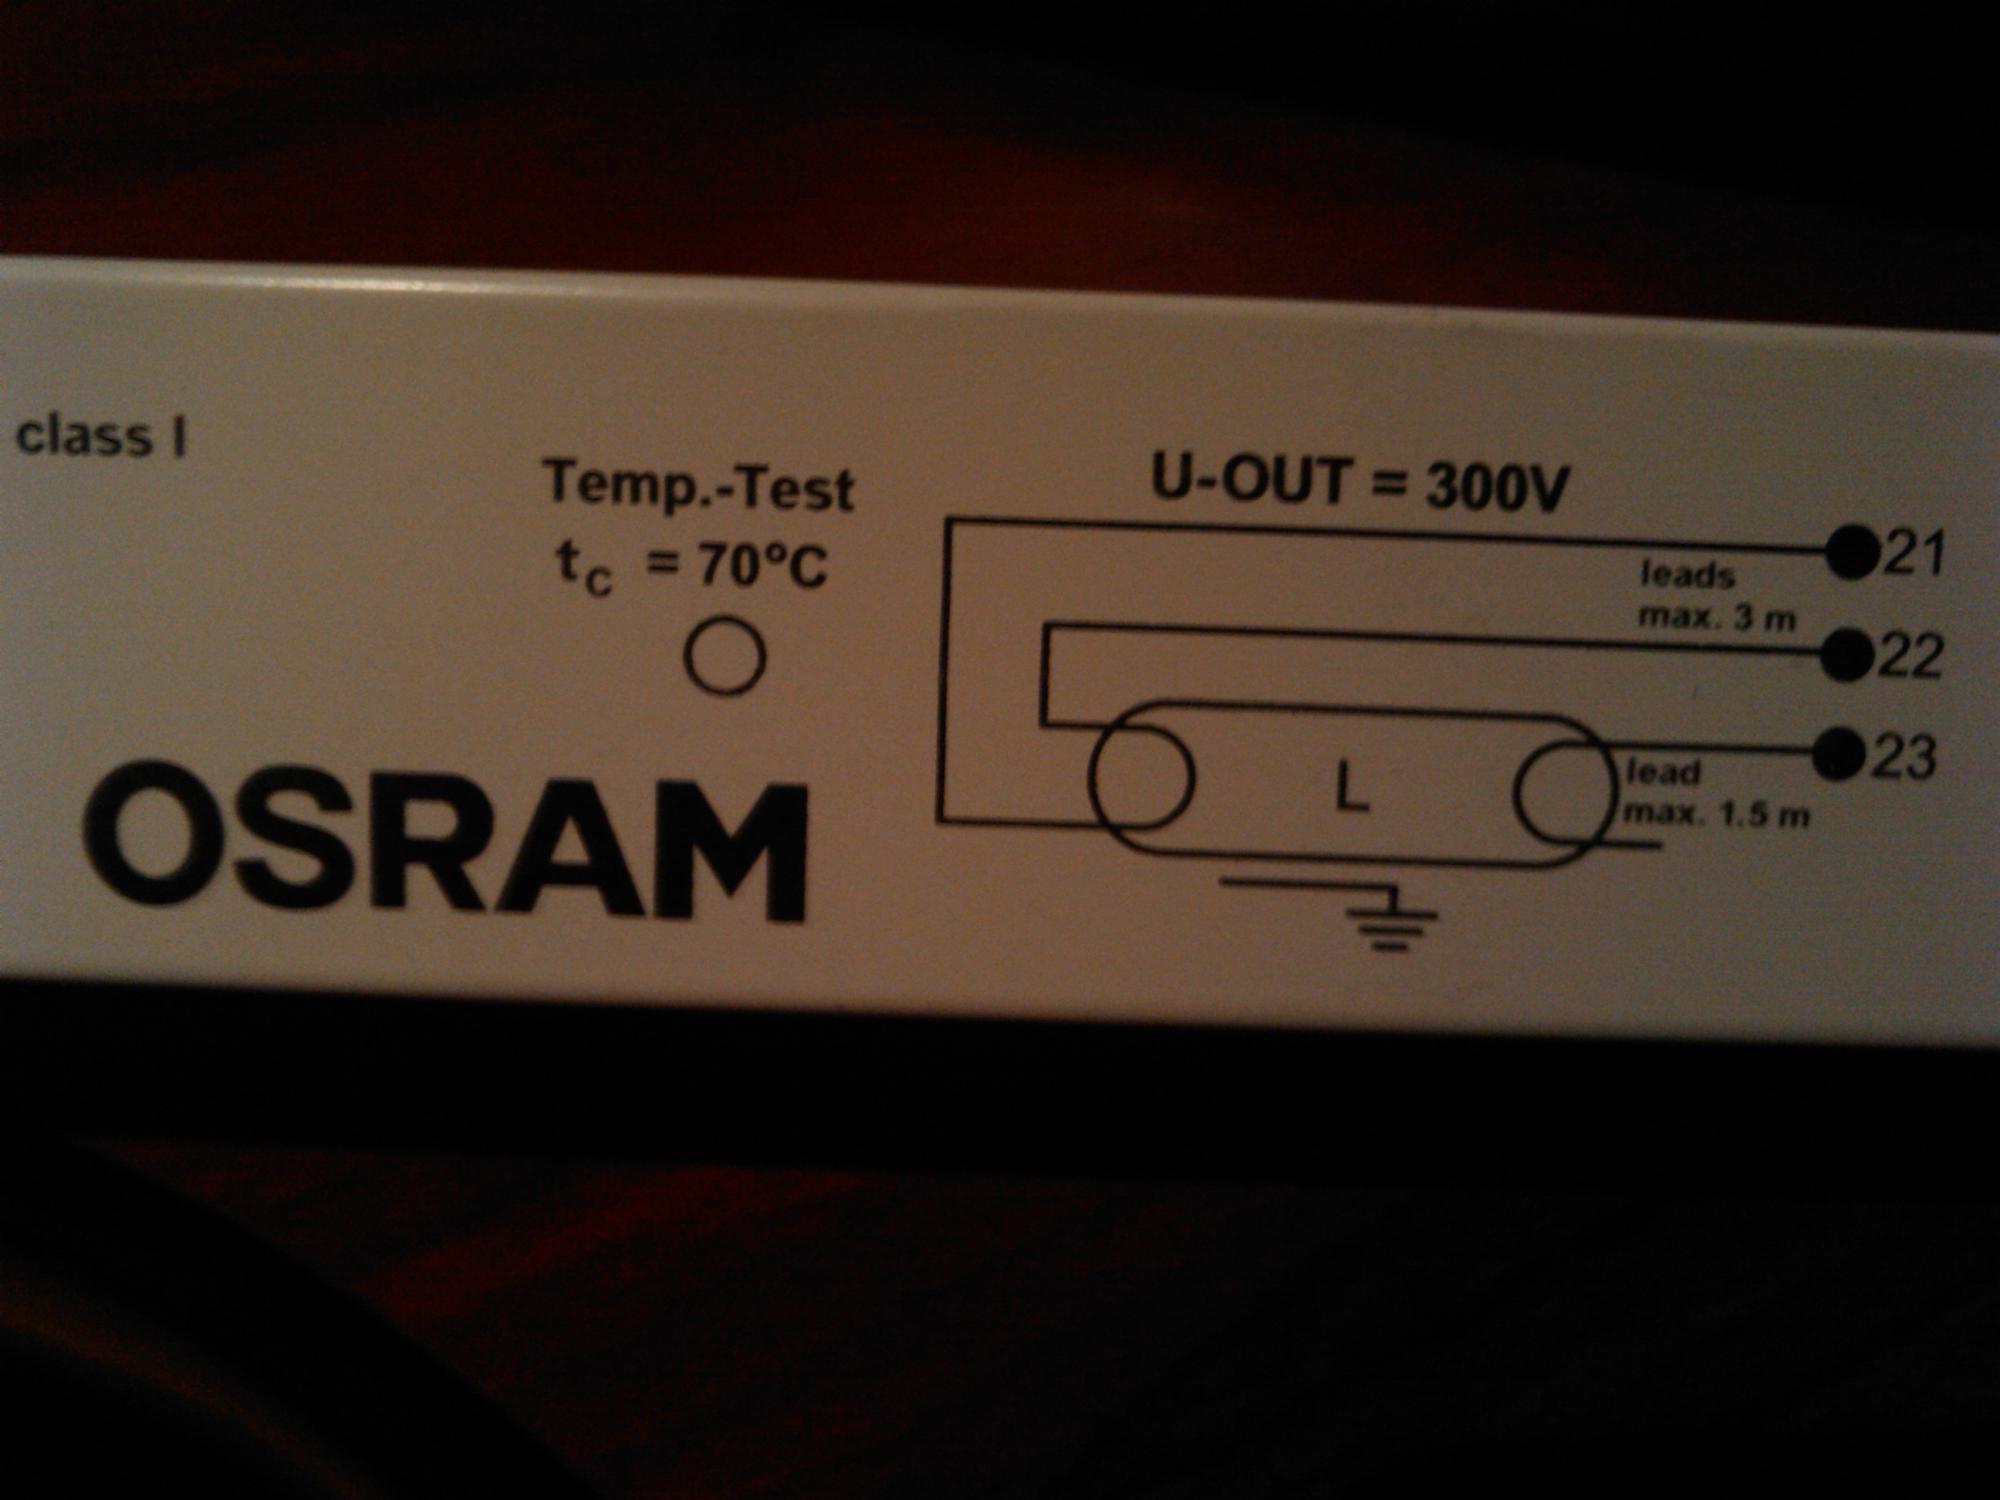 class I
Temp.-Test
tc = 70°C
OSRAM
U-OUT = 300V
21
leads
max. 3 m
22
23
L
lead
max. 1.5 m